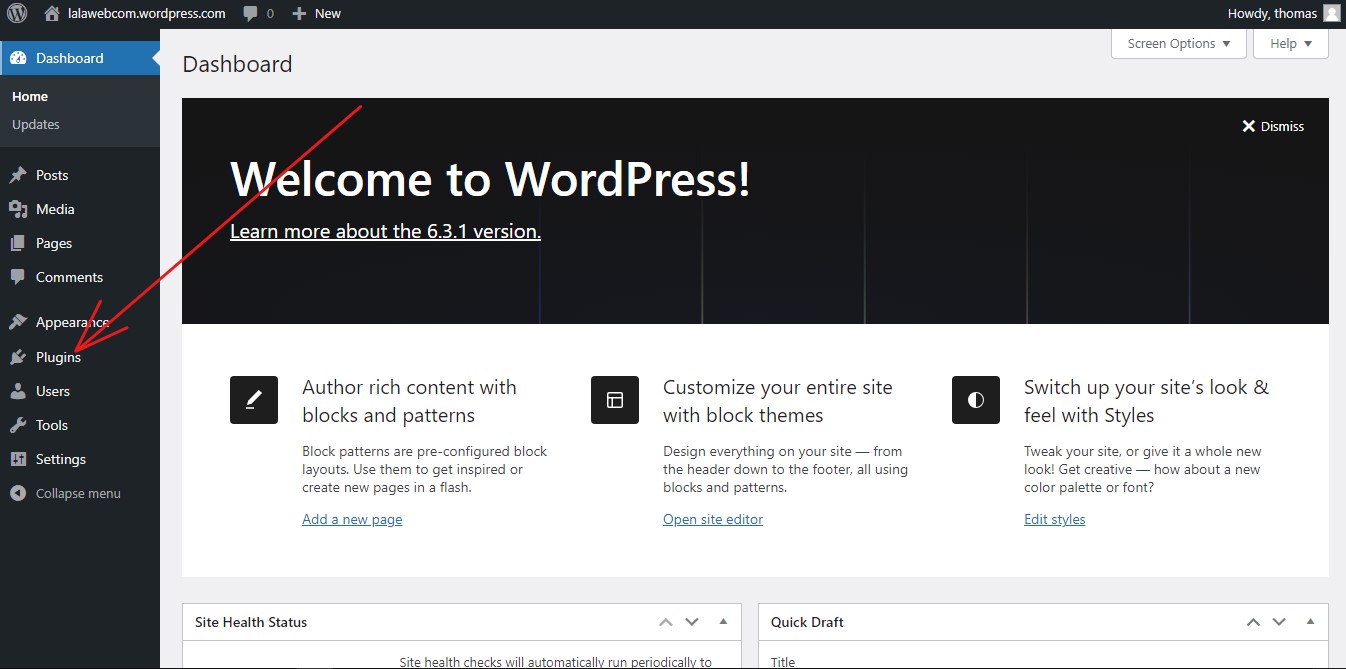 lalawebcom.wordpress.com 0 New Howdy, thomas
Dashboard
Home
Updates
Posts
Media
Pages
Comments
Appearance
Plugins
Users
Tools
Settings
Collapse menu
Screen Options Help
Dashboard
Dismiss
Welcome to WordPress!
Learn more about the 6.3.1 version.
Author rich content with
blocks and patterns
Block patterns are pre-configured block
layouts. Use them to get inspired or
create new pages in a flash.
Add a new page
Customize your entire site
with block themes
Design everything on your site — from
the header down to the footer, all using
blocks and patterns.
Open site editor
Switch up your site’s look &
feel with Styles
Tweak your site, or give it a whole new
look! Get creative — how about a new
color palette or font?
Edit styles
Site Health Status
Site health checks will automatically run periodically to
Quick Draft
Title